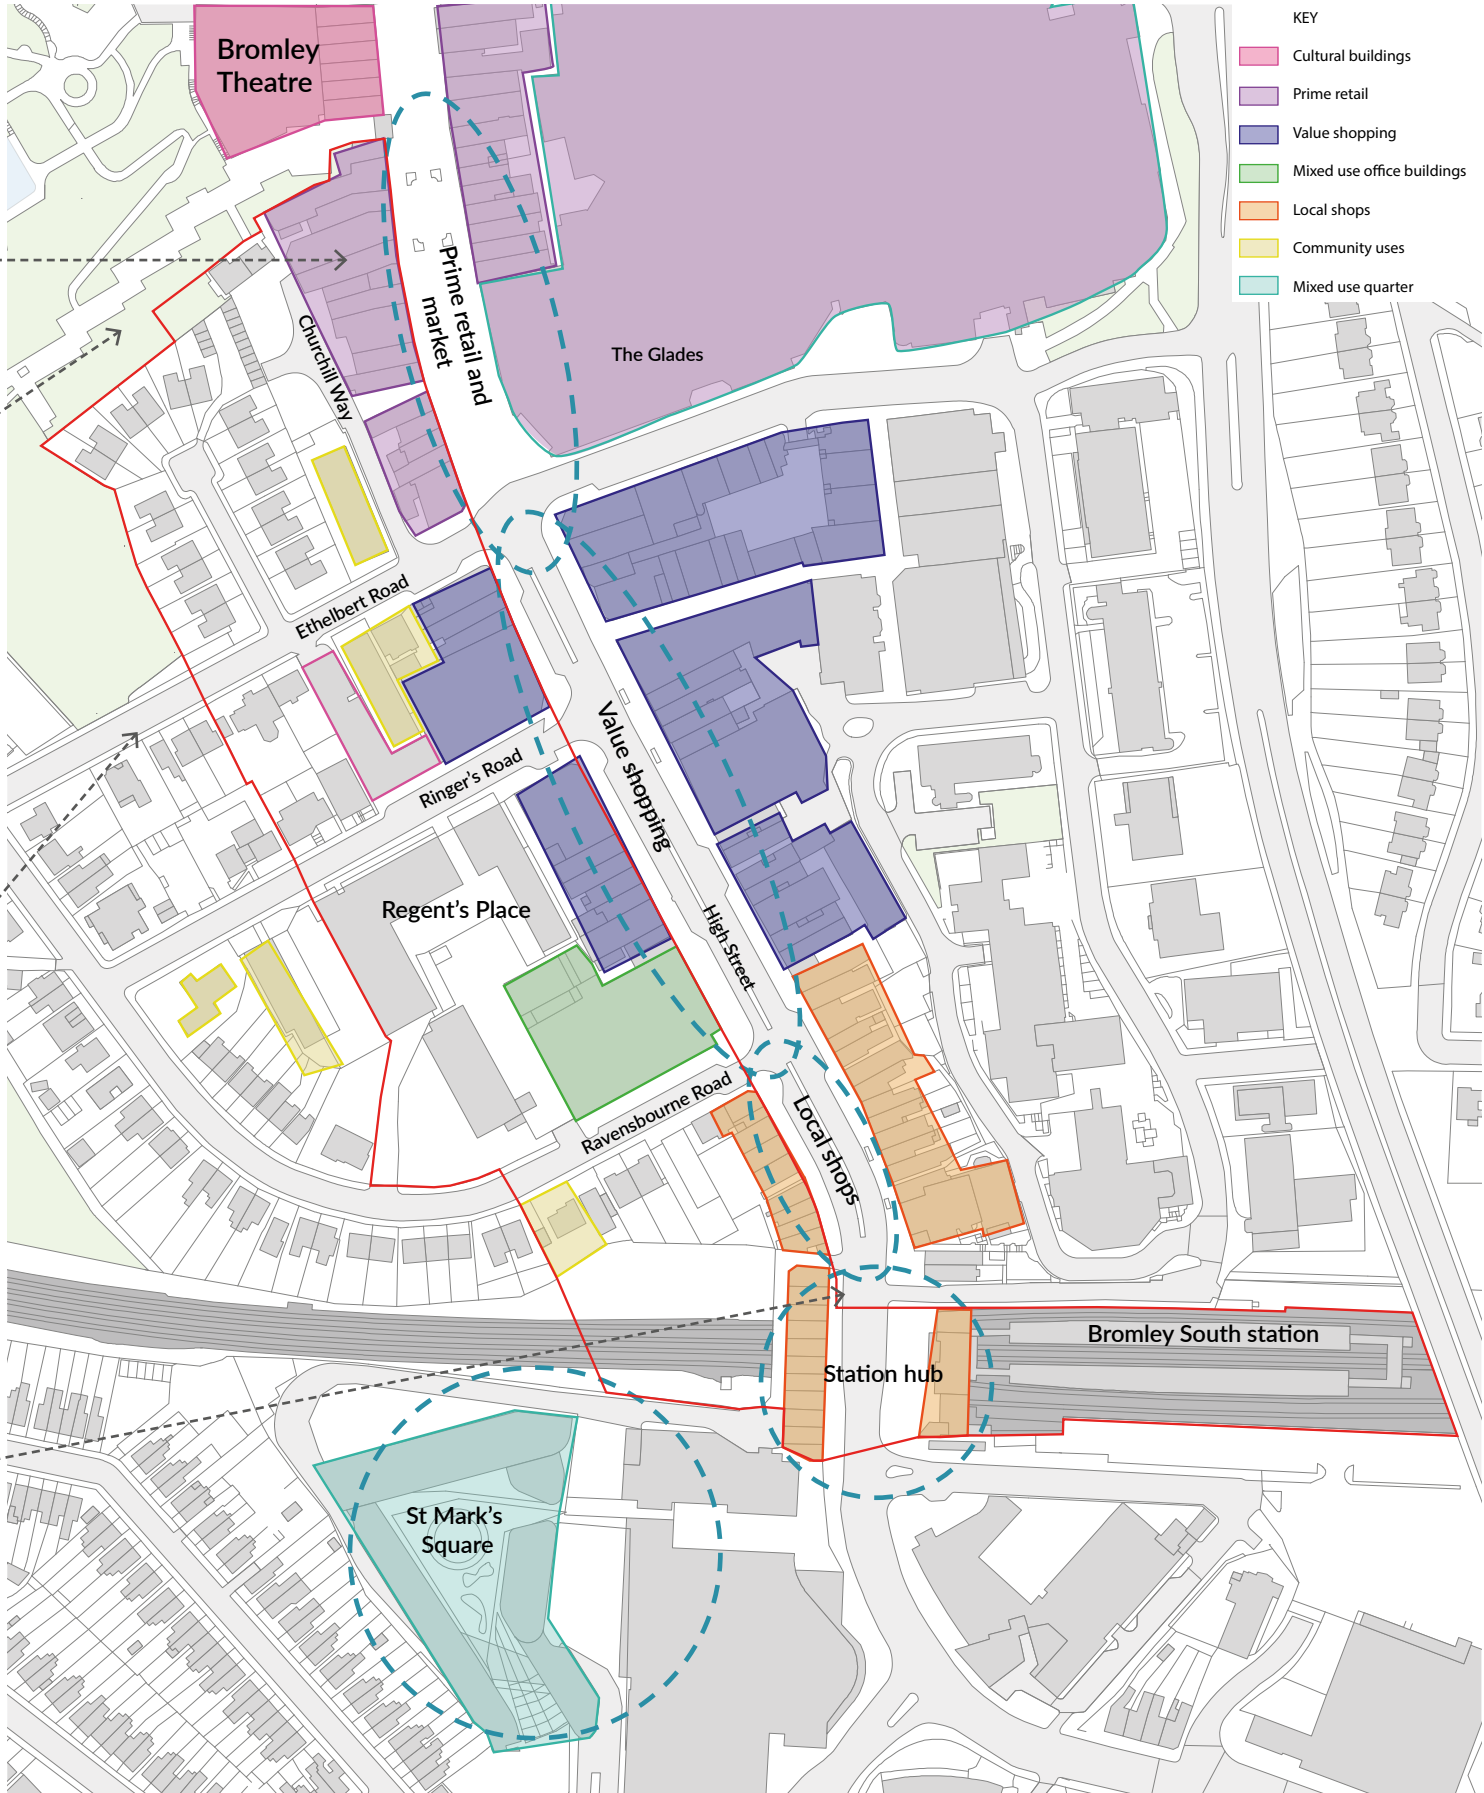 KEY
Cultural buildings
Prime retail
Value shopping
Mixed use office buildings
Local shops
Community uses
Mixed use quarter
Bromley
Theatre
Prime retail and
market
The Glades
Churchill Way
Ethelbert Road
Ringer's Road
Value shopping
Regent's Place
High Street
Ravensbourne Road
Local shops
Bromley South station
Station hub
St Mark's
Square